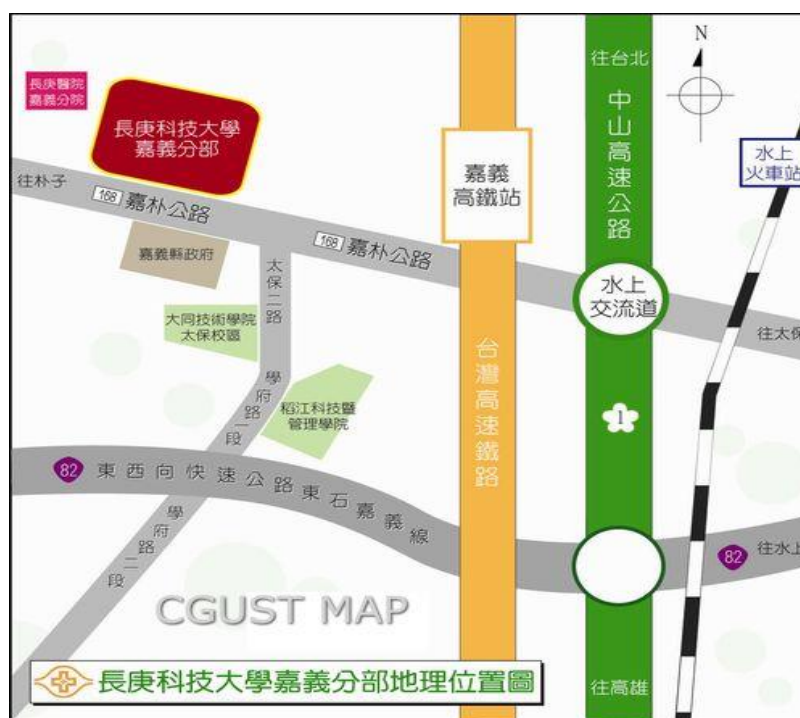 往台北
N
中山高速公路
長庚醫院
嘉義分院
長庚科技大學
嘉義分部
嘉義
高鐵站
水上
火車站
往朴子
168 嘉朴公路
嘉義縣政府
168 嘉朴公路
太保二路
水上
交流道
大同技術學院
太保校區
往太保
台灣高速鐵路
學府路一段
稻江科技暨
管理學院
1
82 東西向快速公路東石嘉義線
學府路二段
82 往水上
CGUST MAP
長庚科技大學嘉義分部地理位置圖
往高雄